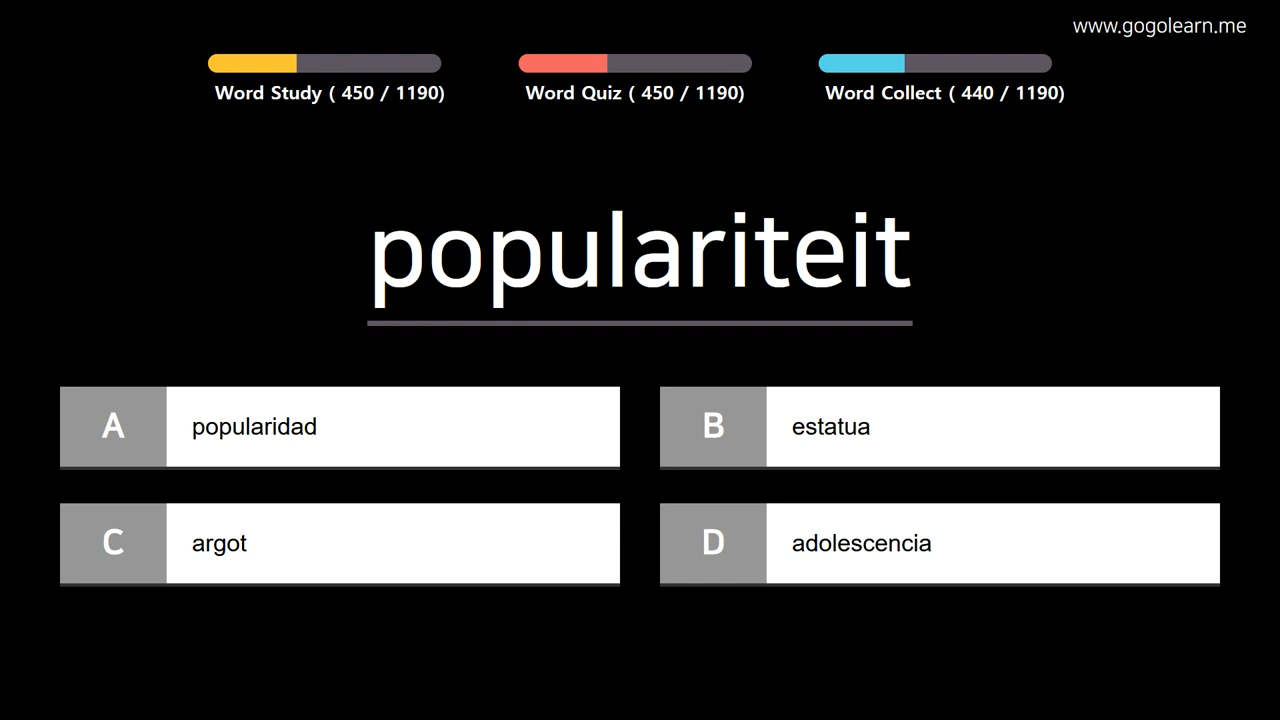 www.gogolearn.me
Word Study ( 450 / 1190)
Word Quiz ( 450 / 1190)
Word Collect ( 440 / 1190)
populariteit
A popularidad
B estatua
C argot
D adolescencia